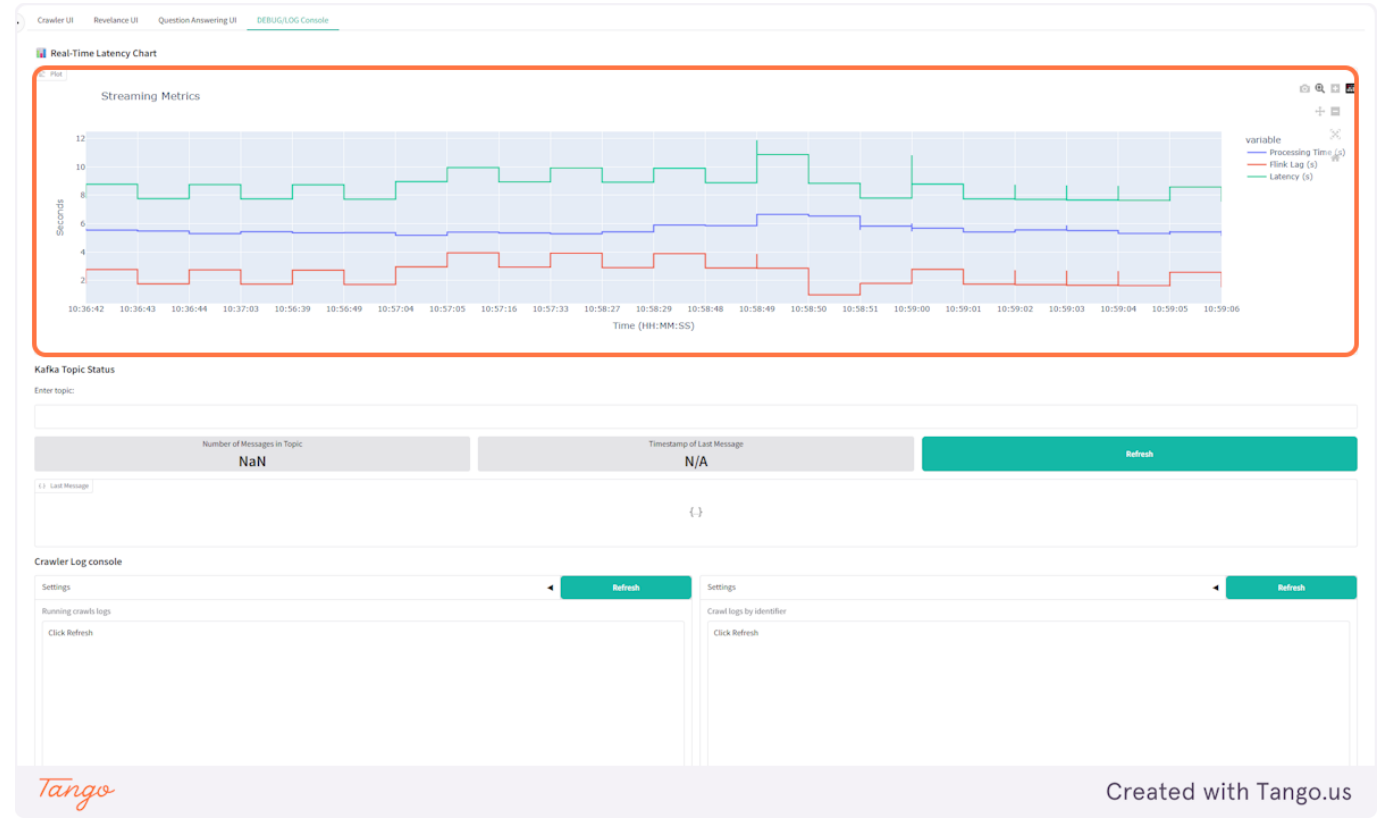 Crawler UI Revelance UI Question Answering UI DEBUG/LOG Console
Real-Time Latency Chart
Plot
Streaming Metrics
12
10
8
6
4
2
Seconds
10:36:42 10:36:43 10:36:44 10:37:03 10:56:39 10:56:49 10:57:04 10:57:05 10:57:16 10:57:33 10:58:27 10:58:29 10:58:48 10:58:49 10:58:50 10:58:51 10:59:00 10:59:01 10:59:02 10:59:03 10:59:04 10:59:05 10:59:06
Time (HH:MM:SS)
variable
Processing Time (s)
Flink Lag (s)
Latency (s)
Kafka Topic Status
Enter topic:
Number of Messages in Topic
NaN
Timestamp of Last Message
N/A
Refresh
Last Message
Crawler Log console
Settings Refresh
Running crawls logs
Click Refresh
Settings Refresh
Crawl logs by identifier
Click Refresh
Tango
Created with Tango.us